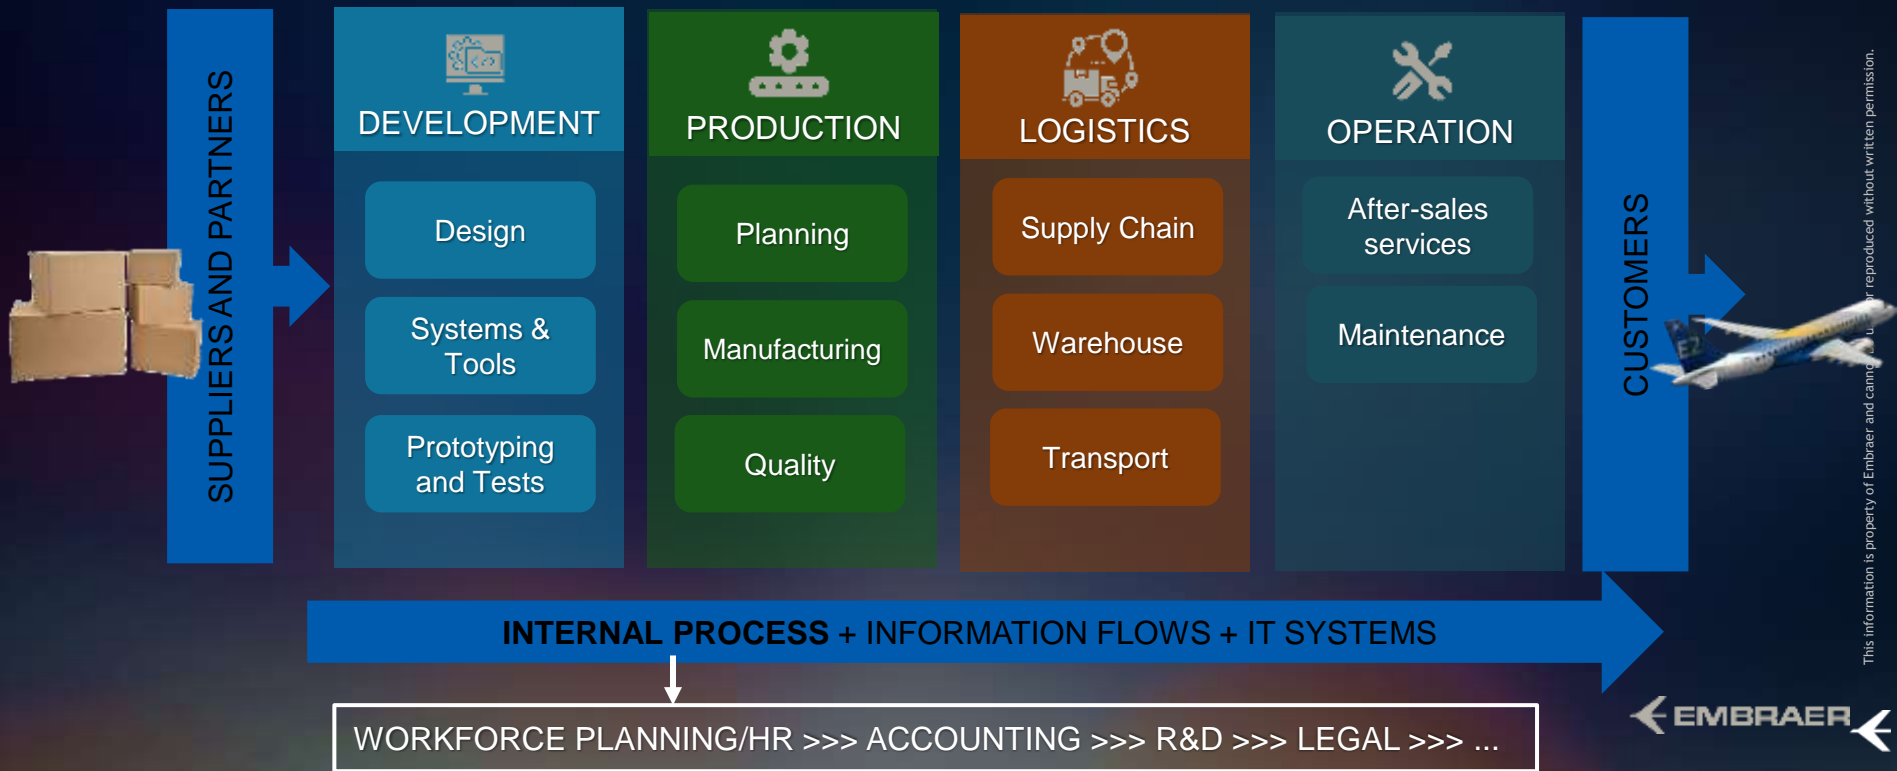 SUPPLIERS AND PARTNERS
DEVELOPMENT
Design
Systems &
Tools
Prototyping
and Tests
PRODUCTION
Planning
Manufacturing
Quality
LOGISTICS
Supply Chain
Warehouse
Transport
OPERATION
After-sales
services
Maintenance
CUSTOMERS
E2
INTERNAL PROCESS + INFORMATION FLOWS + IT SYSTEMS
WORKFORCE PLANNING/HR >>> ACCOUNTING >>> R&D >>> LEGAL >>> ...
This information is property of Embraer and or reproduced without written permission.
EMBRAER